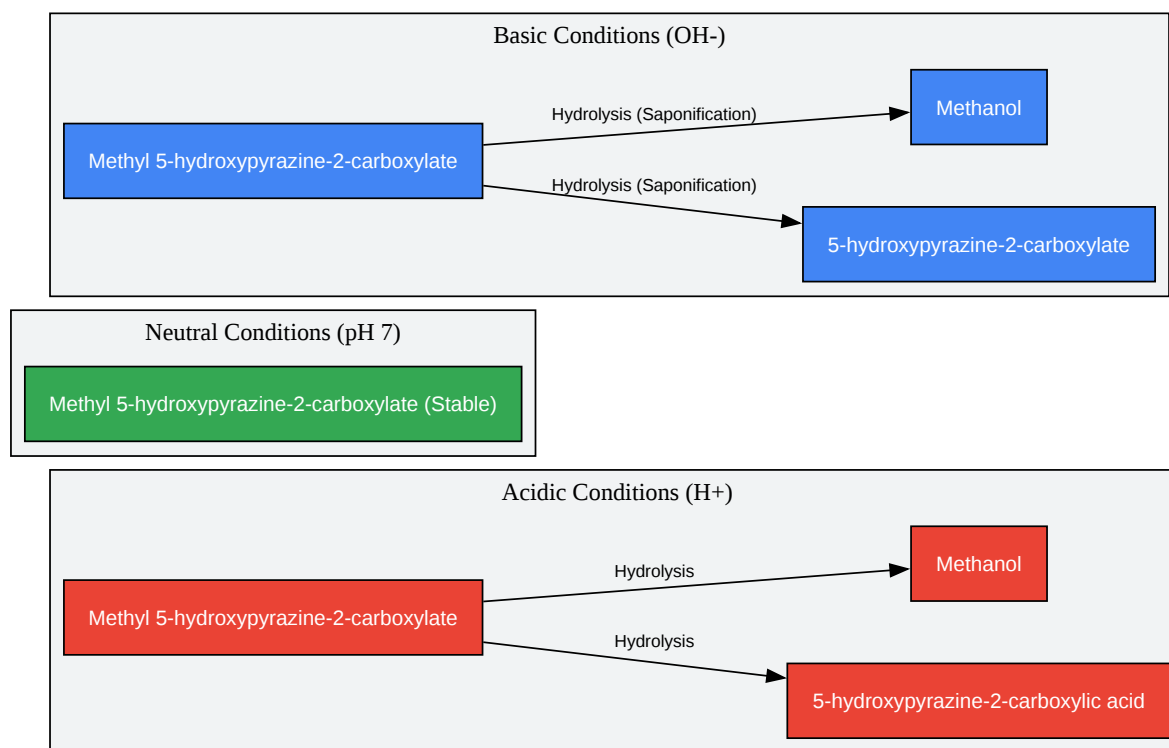 Basic Conditions (OH-)
Methyl 5-hydroxypyrazine-2-carboxylate
Hydrolysis (Saponification)
Methanol
Hydrolysis (Saponification)
5-hydroxypyrazine-2-carboxylate
Neutral Conditions (pH 7)
Methyl 5-hydroxypyrazine-2-carboxylate (Stable)
Acidic Conditions (H+)
Methyl 5-hydroxypyrazine-2-carboxylate
Hydrolysis
Methanol
Hydrolysis
5-hydroxypyrazine-2-carboxylic acid